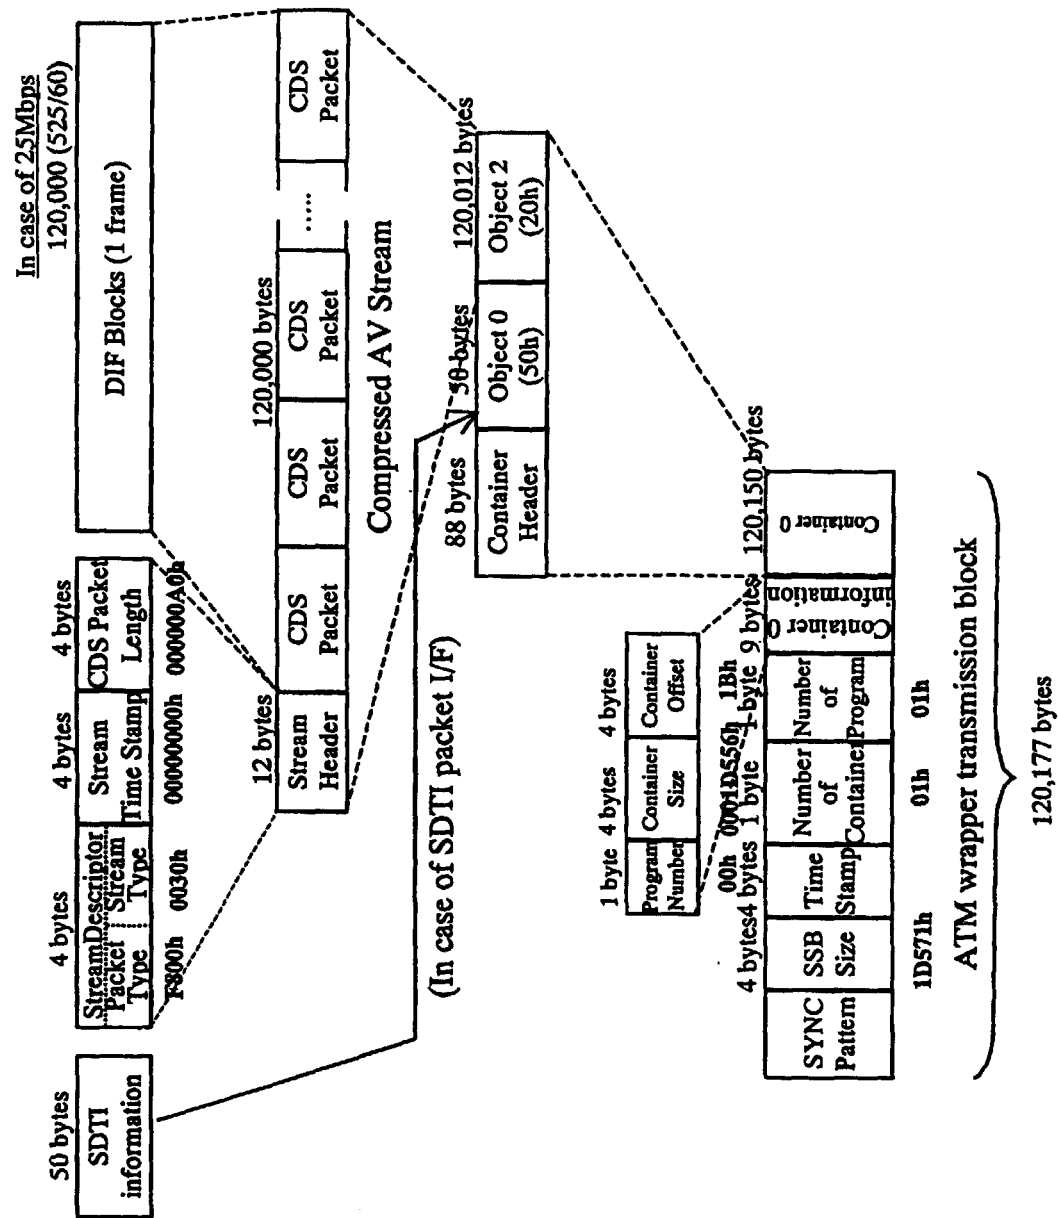 In case of 25Mbps
120,000 (525/60)
50 bytes
4 bytes
4 bytes
4 bytes
SDTI
information
StreamDescriptor
Packet
Type
Stream
Type
Stream
Time Stamp
CDS Packet
Length
DIF Blocks (1 frame)
F800h
0030h
00000000h
000000A0h
12 bytes
120,000 bytes
Stream
Header
CDS
Packet
CDS
Packet
CDS
Packet
.....
CDS
Packet
Compressed AV Stream
(In case of SDTI packet I/F)
88 bytes
50 bytes
120,012 bytes
Container
Header
Object 0
(50h)
Object 2
(20h)
1 byte
4 bytes
4 bytes
Program
Number
Container
Size
Container
Offset
00h
0001D556h
1Bh
4 bytes
4 bytes
1 byte
1 byte
9 bytes
120,150 bytes
SYNC
Pattern
SSB
Size
Time
Stamp
Number
of
Container
Number
of
Program
Container 0
information
Container
0
1D571h
01h
01h
ATM wrapper transmission block
120,177 bytes